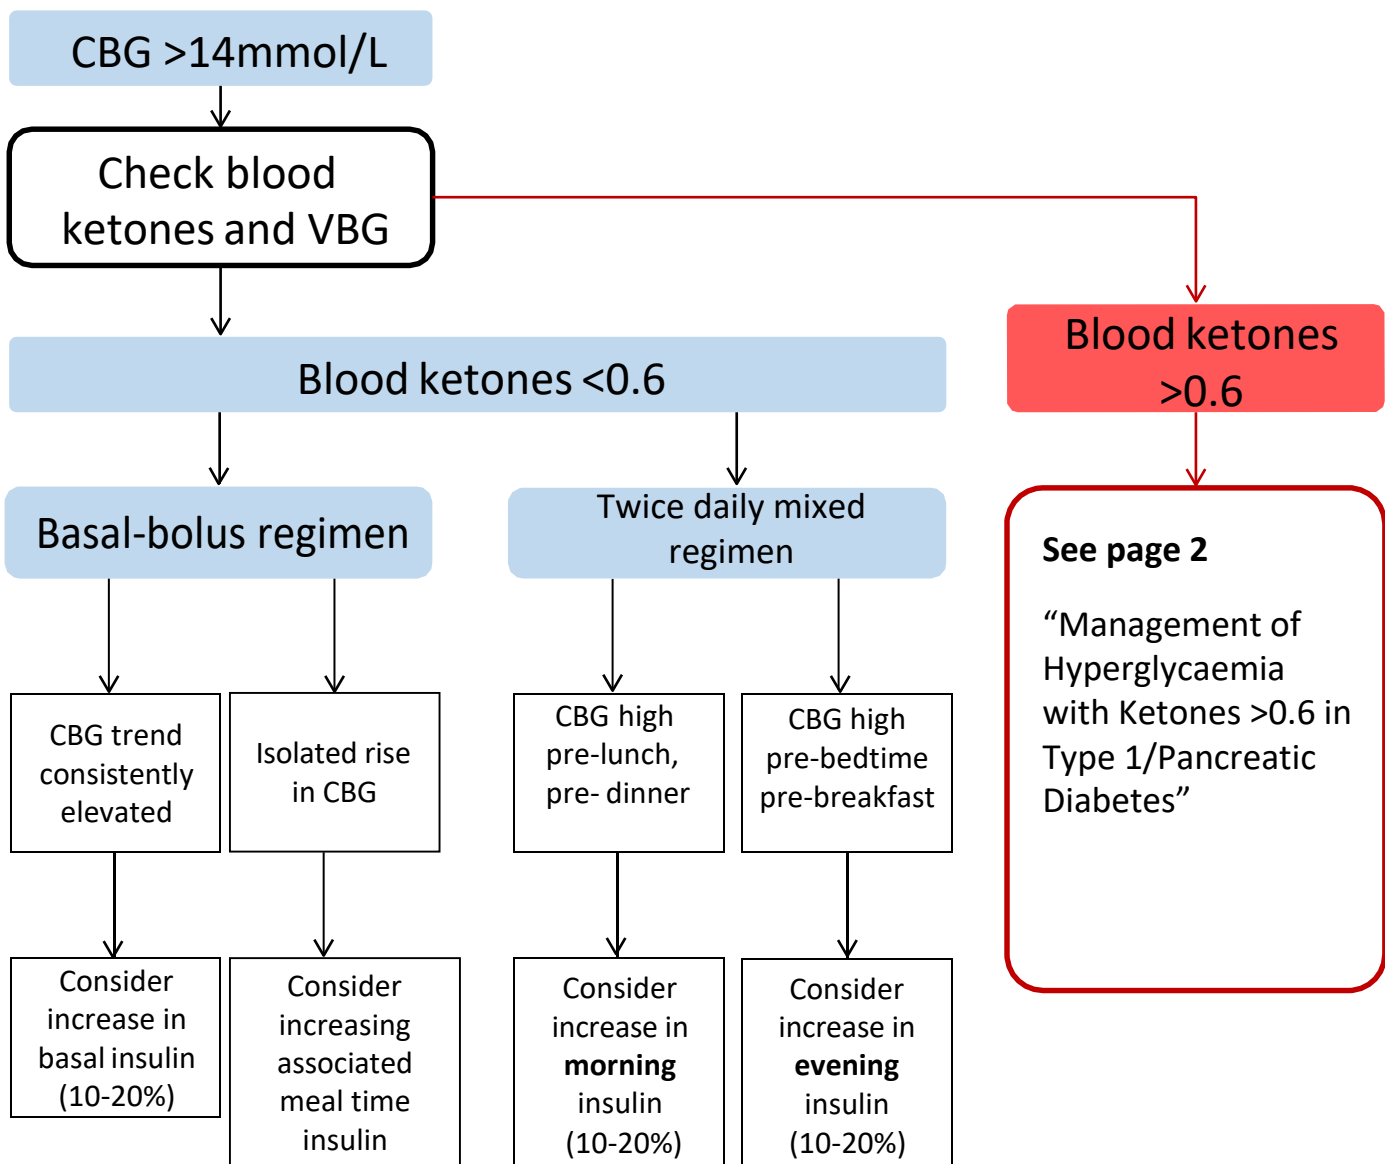 CBG >14mmol/L
Check blood
ketones and VBG
Blood ketones <0.6
Blood ketones
>0.6
Basal-bolus regimen
Twice daily mixed
regimen
See page 2
“Management of
Hyperglycaemia
with Ketones >0.6 in
Type 1/Pancreatic
Diabetes”
CBG trend
consistently
elevated
Isolated rise
in CBG
CBG high
pre-lunch,
pre- dinner
CBG high
pre-bedtime
pre-breakfast
Consider
increase in
basal insulin
(10-20%)
Consider
increasing
associated
meal time
insulin
Consider
increase in
morning
insulin
(10-20%)
Consider
increase in
evening
insulin
(10-20%)